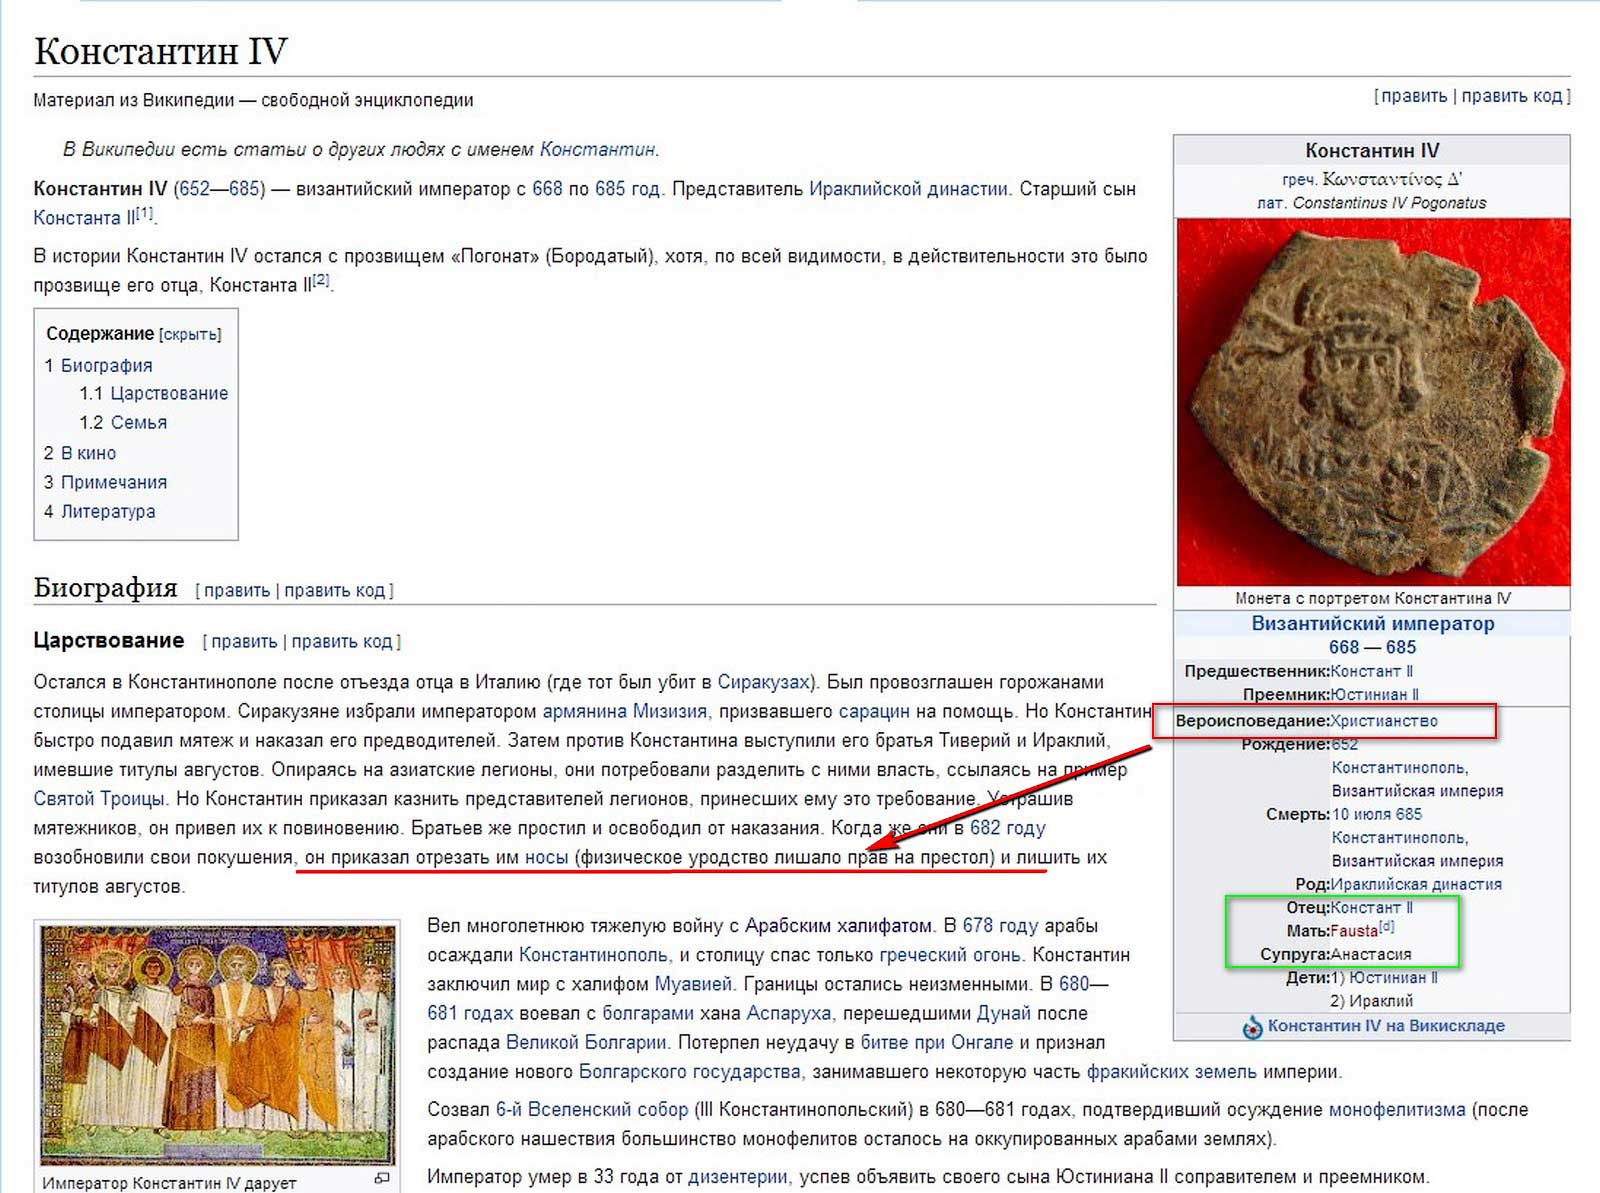 Константин IV
Материал из Википедии — свободной энциклопедии
[ править | править код ]
В Википедии есть статьи о других людях с именем Константин.
Константин IV (652—685) — византийский император с 668 по 685 год. Представитель Ираклийской династии. Старший сын
Константа II[1].
В истории Константин IV остался с прозвищем «Погонат» (Бородатый), хотя, по всей видимости, в действительности это было
прозвище его отца, Константа II[2].
Содержание [скрыть]
1 Биография
1.1 Царствование
1.2 Семья
2 В кино
3 Примечания
4 Литература
Биография [ править | править код ]
Царствование [ править | править код ]
Остался в Константинополе после отъезда отца в Италию (где тот был убит в Сиракузах). Был провозглашен горожанами
столицы императором. Сиракузяне избрали императором армянина Мизизия, призвавшего сарацин на помощь. Но Константин
быстро подавил мятеж и наказал его предводителей. Затем против Константина выступили его братья Тиверий и Ираклий,
имевшие титулы августов. Опираясь на азиатские легионы, они потребовали разделить с ними власть, ссылаясь на пример
Святой Троицы. Но Константин приказал казнить представителей легионов, принесших ему это требование. Устрашив
мятежников, он привел их к повиновению. Братьев же простил и освободил от наказания. Когда же они в 682 году
возобновили свои покушения, он приказал отрезать им носы (физическое уродство лишало прав на престол) и лишить их
титулов августов.
Вел многолетнюю тяжелую войну с Арабским халифатом. В 678 году арабы
осаждали Константинополь, и столицу спас только греческий огонь. Константин
заключил мир с халифом Муавией. Границы остались неизменными. В 680—
681 годах воевал с болгарами хана Аспаруха, перешедшими Дунай после
распада Великой Болгарии. Потерпел неудачу в битве при Онгале и признал
создание нового Болгарского государства, занимавшего некоторую часть фракийских земель империи.
Созвал 6-й Вселенский собор (III Константинопольский) в 680—681 годах, подтвердивший осуждение монофелитизма (после
арабского нашествия большинство монофелитов осталось на оккупированных арабами землях).
Император умер в 33 года от дизентерии, успев объявить своего сына Юстиниана II соправителем и преемником.
Император Константин IV дарует
Константин IV
греч. Κωνσταντίνος Δ'
лат. Constantinus IV Pogonatus
Монета с портретом Константина IV
Византийский император
668 — 685
Предшественник: Констант II
Преемник: Юстиниан II
Вероисповедание: Христианство
Рождение: 652
Константинополь,
Византийская империя
Смерть: 10 июля 685
Константинополь,
Византийская империя
Род: Ираклийская династия
Отец: Констант II
Мать: Fausta[d]
Супруга: Анастасия
Дети: 1) Юстиниан II
2) Ираклий
Константин IV на Викискладе